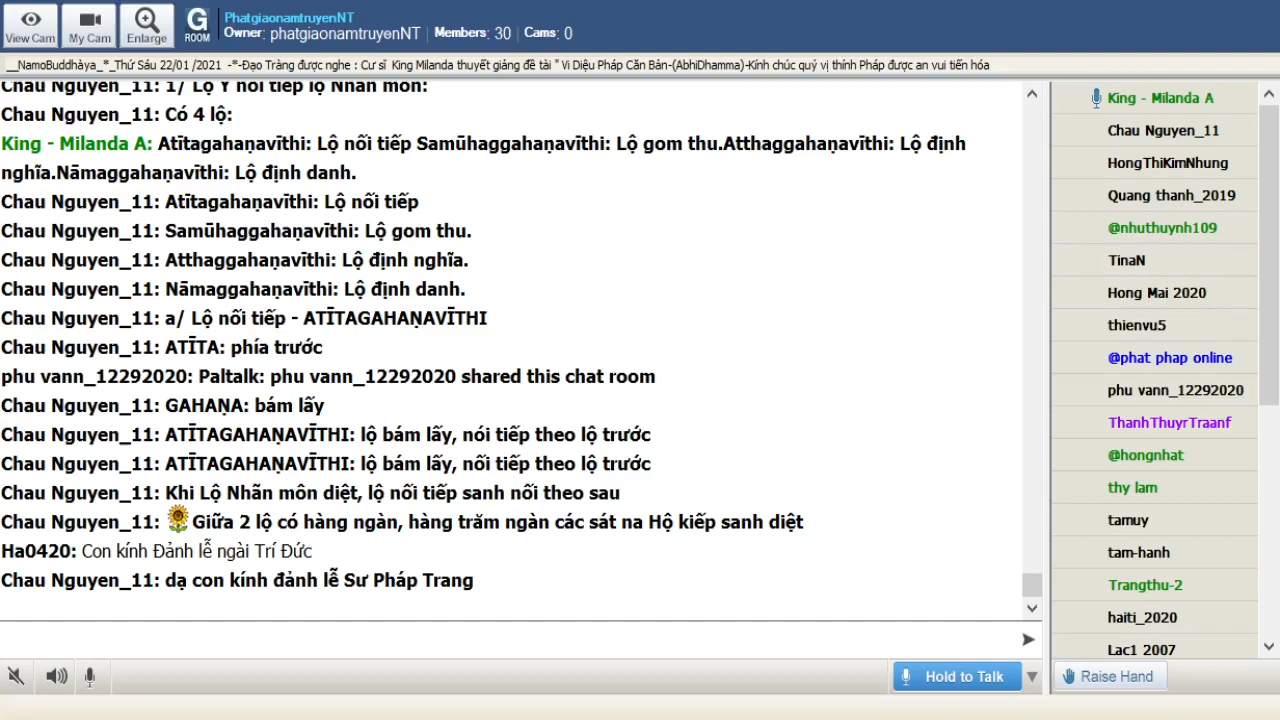 View Cam
My Cam
Enlarge
G
ROOM
PhatgiaonamtruyenNT
Owner: phatgiaonamtruyenNT | Members: 30 | Cams: 0
__NamoBuddhàya_*_Thứ Sáu 22/01 /2021 -*-Đạo Tràng được nghe : Cư sĩ King Milanda thuyết giảng đề tài " Vi Diệu Pháp Căn Bản-(AbhiDhamma)-Kính chúc quý vị thính Pháp được an vui tiến hóa
Chau Nguyen_11: 1/ Lộ Ý nối tiếp lộ Nhãn môn:
Chau Nguyen_11: Có 4 lộ:
King - Milanda A: Atītagahaṇavīthi: Lộ nối tiếp Samūhaggahaṇavīthi: Lộ gom thu.Atthaggahaṇavīthi: Lộ định
nghĩa.Nāmaggahaṇavīthi: Lộ định danh.
Chau Nguyen_11: Atītagahaṇavīthi: Lộ nối tiếp
Chau Nguyen_11: Samūhaggahaṇavīthi: Lộ gom thu.
Chau Nguyen_11: Atthaggahaṇavīthi: Lộ định nghĩa.
Chau Nguyen_11: Nāmaggahaṇavīthi: Lộ định danh.
Chau Nguyen_11: a/ Lộ nối tiếp - ATĪTAGAHAṆAVĪTHI
Chau Nguyen_11: ATĪTA: phía trước
phu vann_12292020: Paltalk: phu vann_12292020 shared this chat room
Chau Nguyen_11: GAHAṆA: bám lấy
Chau Nguyen_11: ATĪTAGAHAṆAVĪTHI: lộ bám lấy, nói tiếp theo lộ trước
Chau Nguyen_11: ATĪTAGAHAṆAVĪTHI: lộ bám lấy, nối tiếp theo lộ trước
Chau Nguyen_11: Khi Lộ Nhãn môn diệt, lộ nối tiếp sanh nối theo sau
Chau Nguyen_11: 🌻Giữa 2 lộ có hàng ngàn, hàng trăm ngàn các sát na Hộ kiếp sanh diệt
Ha0420: Con kính Đảnh lễ ngài Trí Đức
Chau Nguyen_11: dạ con kính đảnh lễ Sư Pháp Trang
Hold to Talk
King - Milanda A
Chau Nguyen_11
HongThiKimNhung
Quang thanh_2019
@nhuthuynh109
TinaN
Hong Mai 2020
thienvu5
@phat phap online
phu vann_12292020
ThanhThuyrTraanf
@hongnhat
thy lam
tamuy
tam-hanh
Trangthu-2
haiti_2020
Lac1 2007
Raise Hand